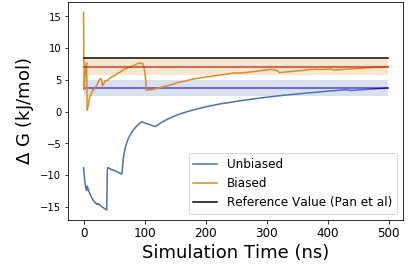 Δ G (kJ/mol)
15
10
5
0
−5
−10
−15
Unbiased
Biased
Reference Value (Pan et al)
0 100 200 300 400 500
Simulation Time (ns)